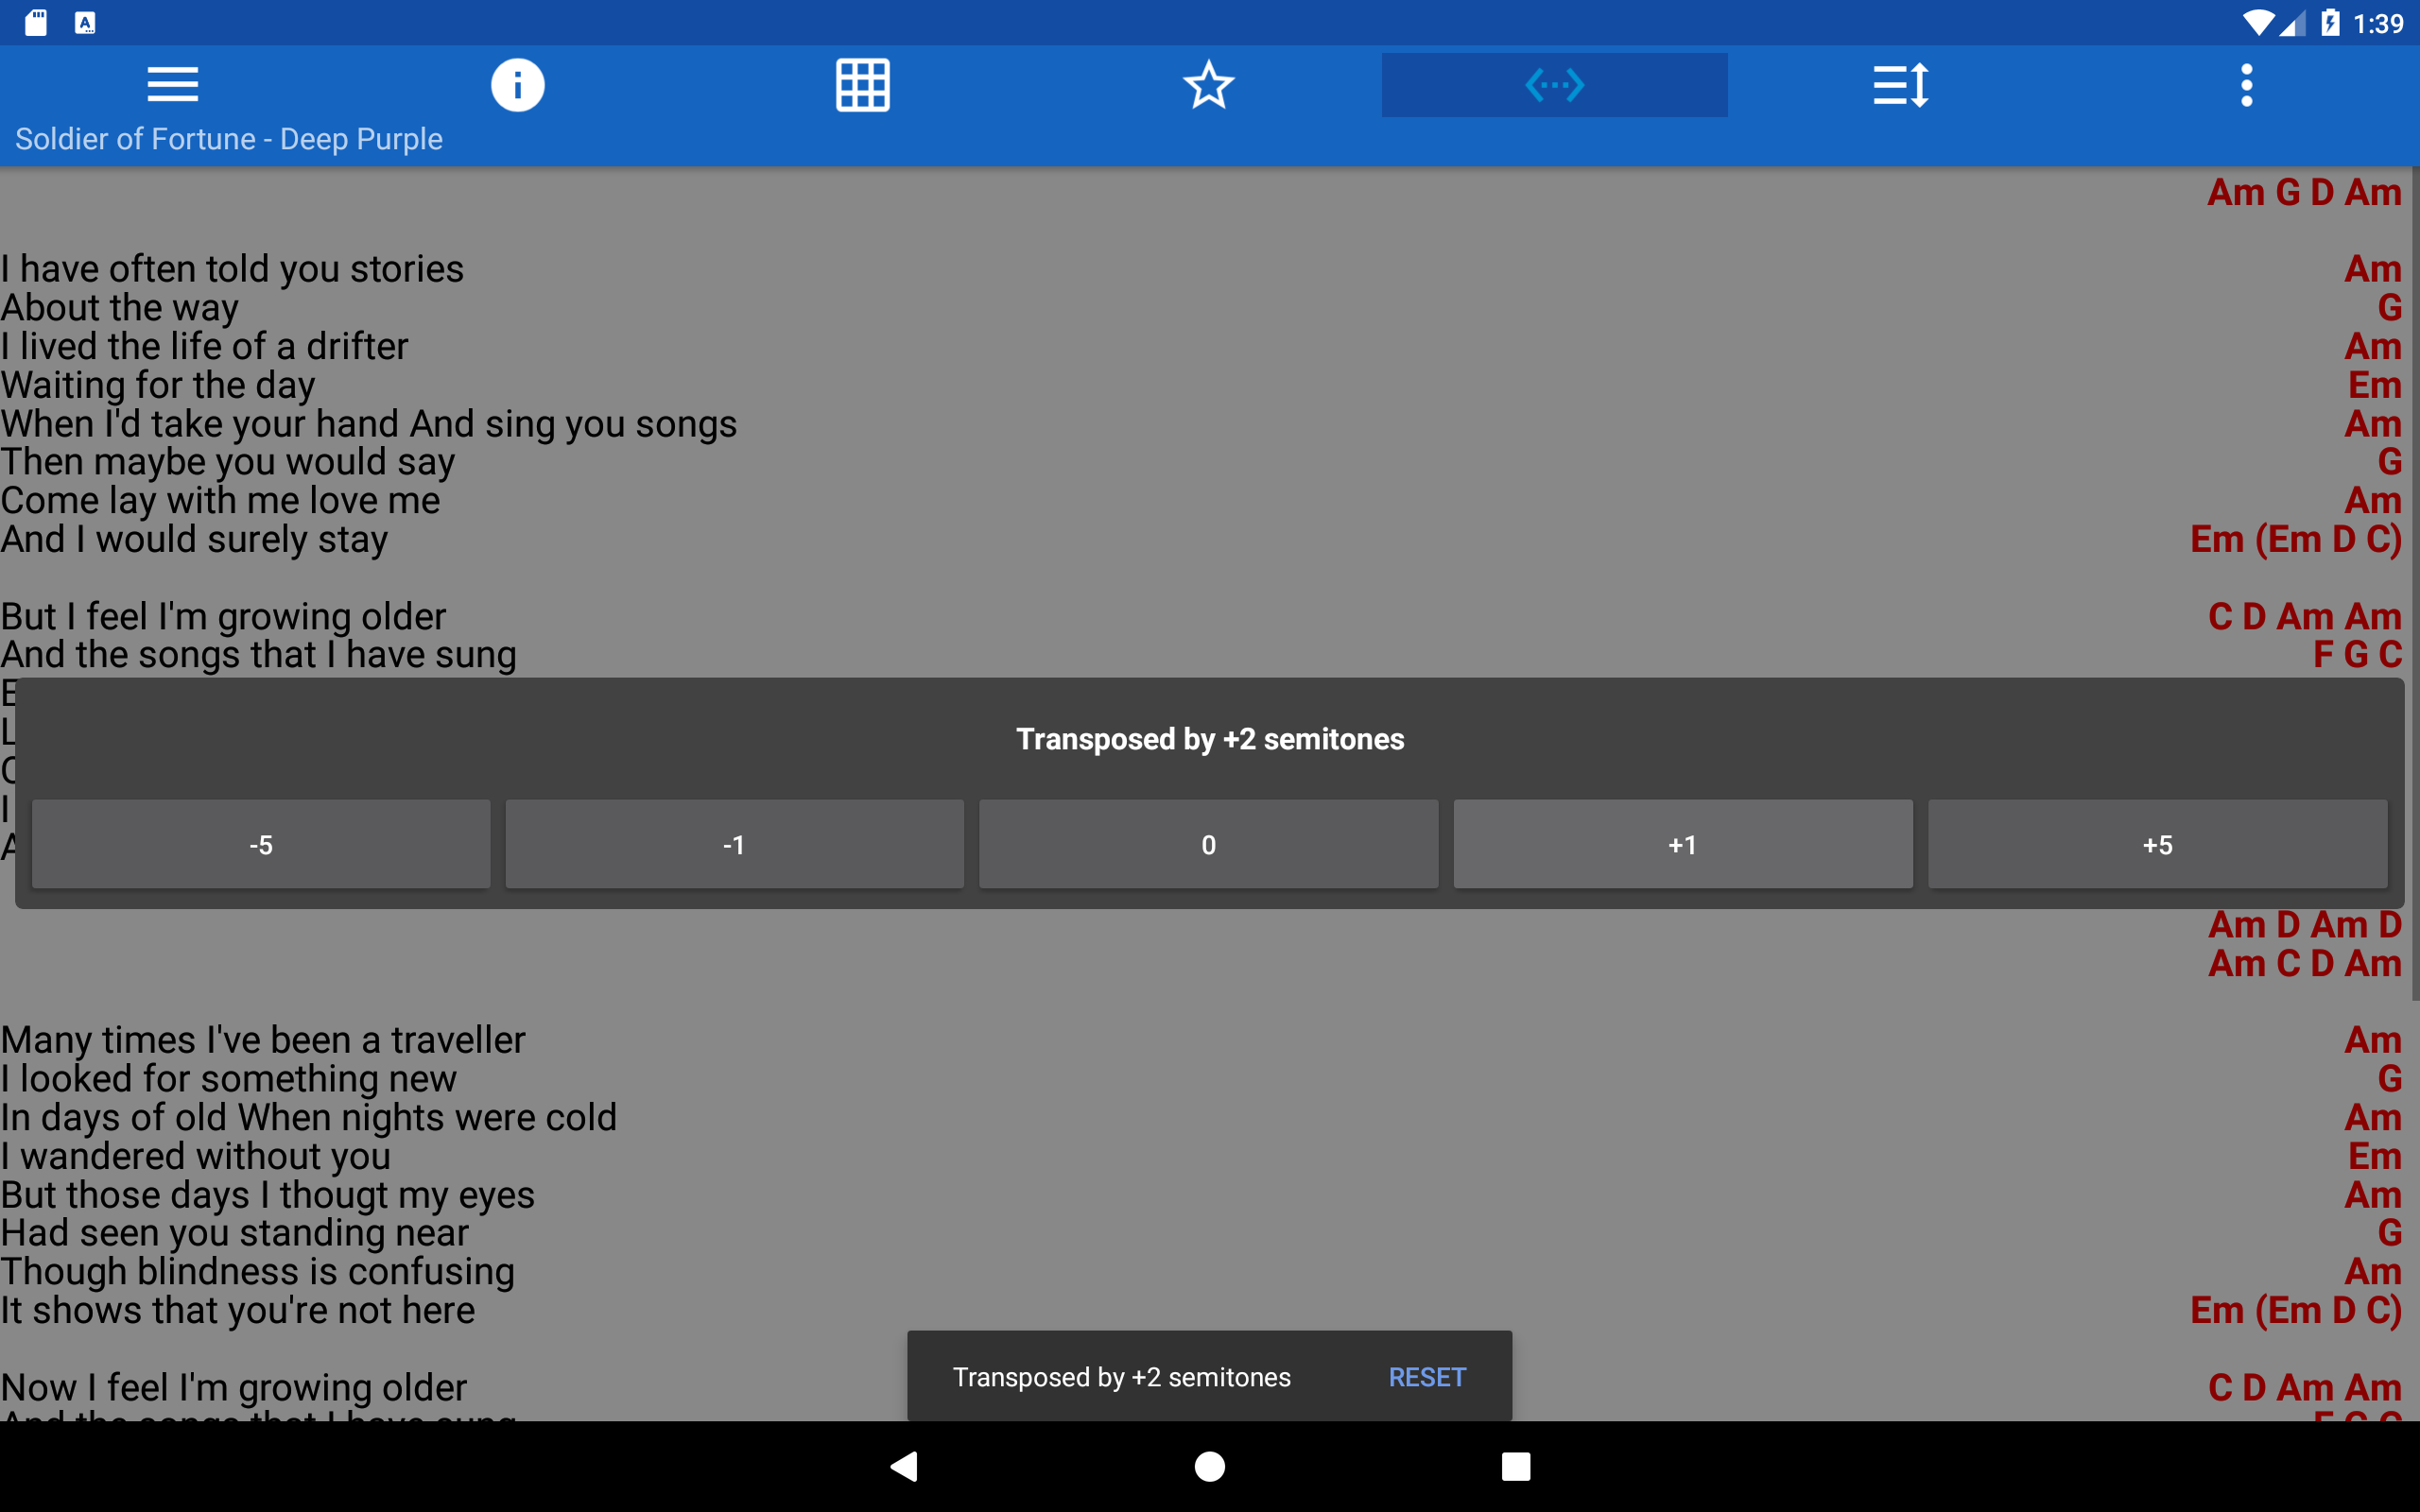 1:39
Soldier of Fortune - Deep Purple
Am G D Am
I have often told you stories Am
About the way G
I lived the life of a drifter Am
Waiting for the day Em
When I'd take your hand And sing you songs Am
Then maybe you would say G
Come lay with me love me Am
And I would surely stay Em (Em D C)
But I feel I'm growing older C D Am Am
And the songs that I have sung F G C
Transposed by +2 semitones
-5 -1 0 +1 +5
Am D Am D
Am C D Am
Many times I've been a traveller Am
I looked for something new G
In days of old When nights were cold Am
I wandered without you Em
But those days I thougt my eyes Am
Had seen you standing near G
Though blindness is confusing Am
It shows that you're not here Em (Em D C)
Transposed by +2 semitones RESET
Now I feel I'm growing older C D Am Am
And the songs that I have sung F G C